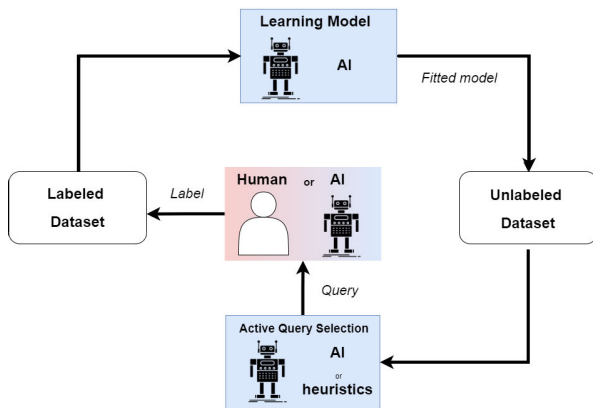 Learning Model
AI
Fitted model
Labeled
Dataset
Label
Human or AI
Unlabeled
Dataset
Query
Active Query Selection
AI
or
heuristics